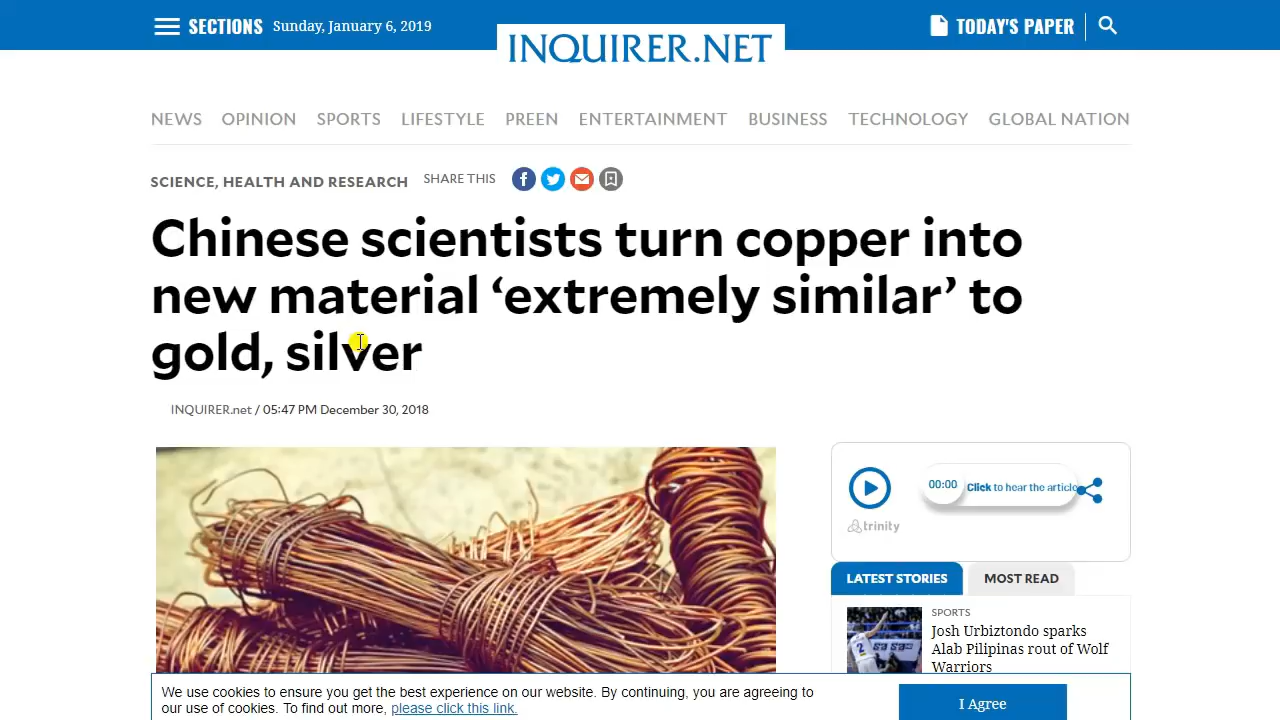 SECTIONS Sunday, January 6, 2019
INQUIRER.NET
TODAY'S PAPER
NEWS OPINION SPORTS LIFESTYLE PREEN ENTERTAINMENT BUSINESS TECHNOLOGY GLOBAL NATION
SCIENCE, HEALTH AND RESEARCH SHARE THIS
Chinese scientists turn copper into
new material ‘extremely similar’ to
gold, silver
INQUIRER.net / 05:47 PM December 30, 2018
00:00 Click to hear the article
trinity
LATEST STORIES MOST READ
SPORTS
Josh Urbiztondo sparks
Alab Pilipinas rout of Wolf
Warriors
We use cookies to ensure you get the best experience on our website. By continuing, you are agreeing to
our use of cookies. To find out more, please click this link.
I Agree